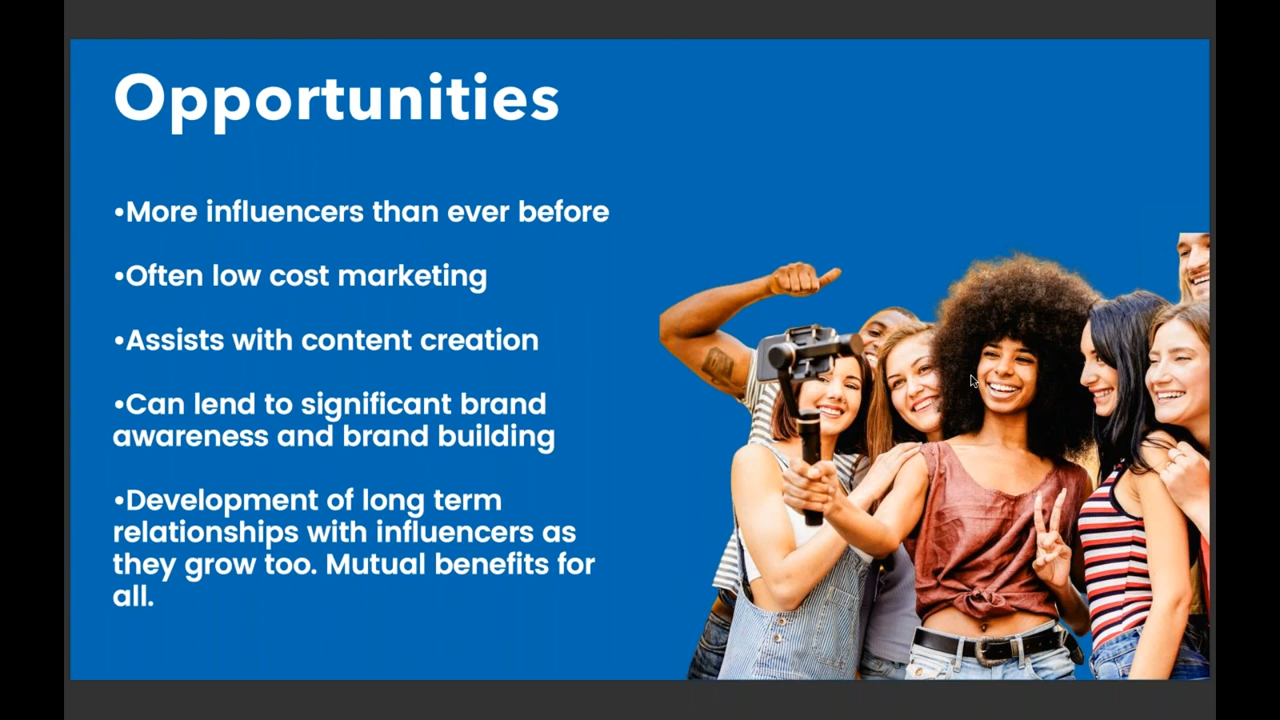 Opportunities
•More influencers than ever before
•Often low cost marketing
•Assists with content creation
•Can lend to significant brand
awareness and brand building
•Development of long term
relationships with influencers as
they grow too. Mutual benefits for
all.